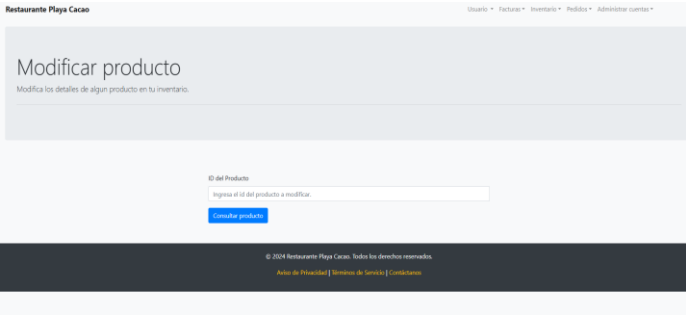 Restaurante Playa Cacao
Usuario Facturas Inventario Pedidos Administrar cuentas
Modificar producto
Modifica los detalles de algun producto en tu inventario.
ID del Producto
Ingresa el id del producto a modificar.
Consultar producto
© 2024 Restaurante Playa Cacao. Todos los derechos reservados.
Aviso de Privacidad | Términos de Servicio | Contáctanos